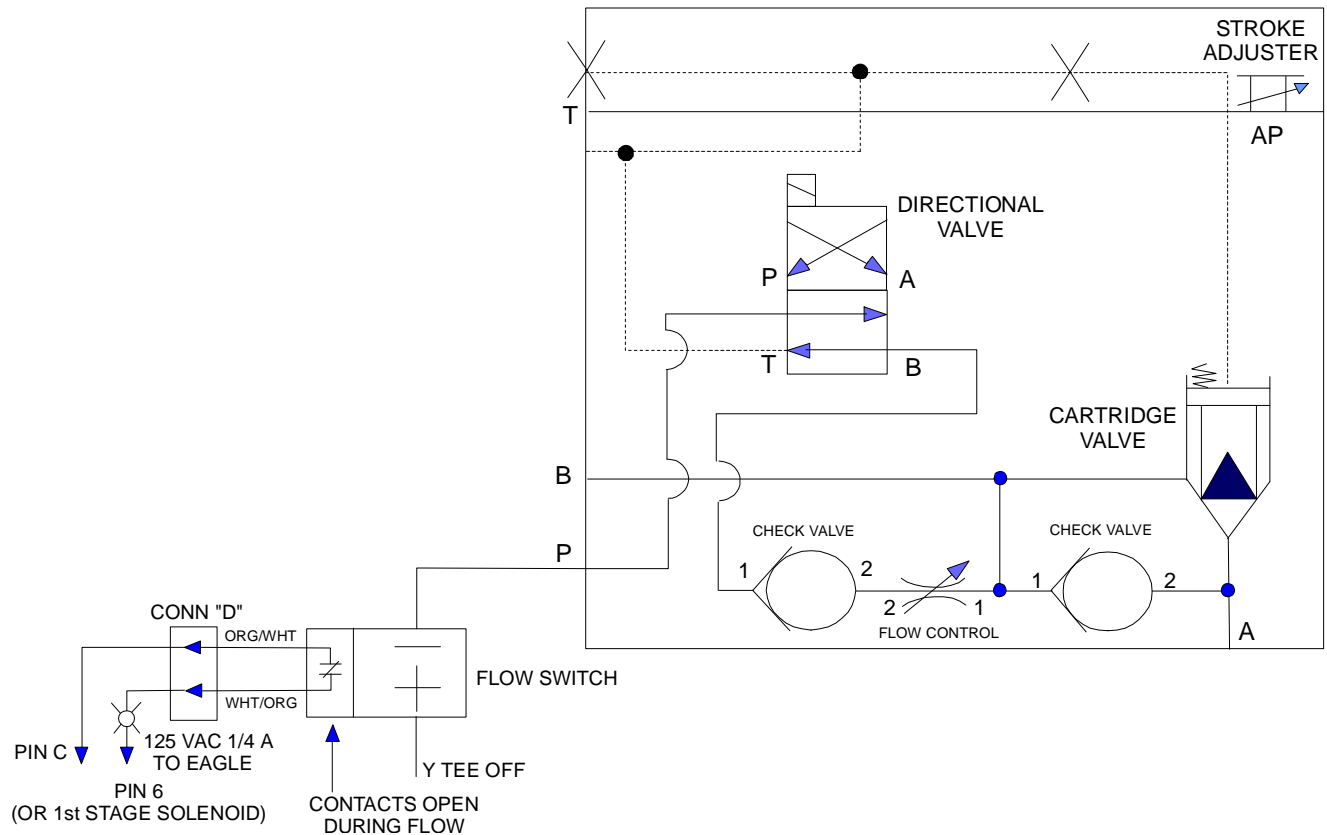 STROKE
ADJUSTER
T
AP
DIRECTIONAL
VALVE
P
A
T
B
CARTRIDGE
VALVE
B
P
CHECK VALVE
1
2
2
1
FLOW CONTROL
CHECK VALVE
1
2
A
CONN "D"
ORG/WHT
WHT/ORG
FLOW SWITCH
PIN C
125 VAC 1/4 A
TO EAGLE
PIN 6
(OR 1st STAGE SOLENOID)
Y TEE OFF
CONTACTS OPEN
DURING FLOW